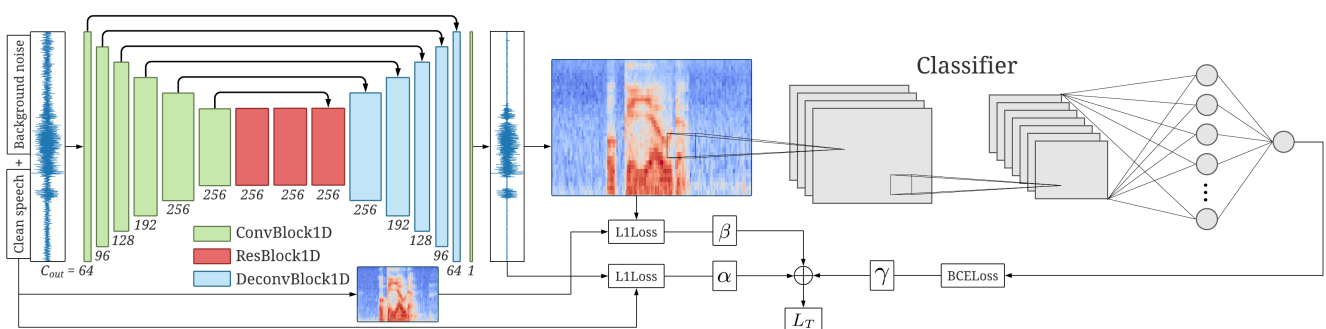 Background noise
+
Clean speech
C_out = 64
96
128
192
256
256
256
256
256
256
192
128
96
64
1
ConvBlock1D
ResBlock1D
DeconvBlock1D
Classifier
L1Loss
β
L1Loss
α
γ
BCELoss
L_T